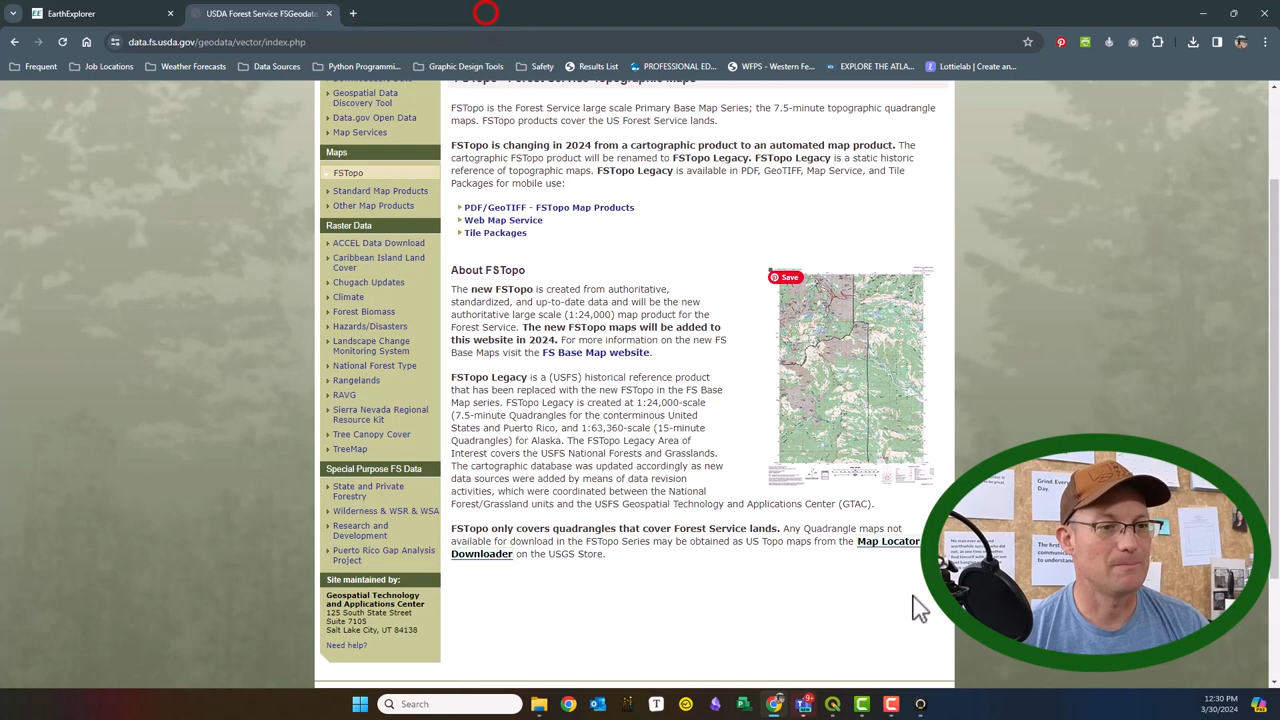 EarthExplorer
USDA Forest Service FSGeodata
data.fs.usda.gov/geodata/vector/index.php
Frequent
Job Locations
Weather Forecasts
Data Sources
Python Programming...
Graphic Design Tools
Safety
Results List
PROFESSIONAL ED...
WFPS - Western Fe...
EXPLORE THE ATLA...
Lottielab | Create an...
Geospatial Data
Discovery Tool
Data.gov Open Data
Map Services
Maps
FSTopo
Standard Map Products
Other Map Products
Raster Data
ACCEL Data Download
Caribbean Island Land
Cover
Chugach Updates
Climate
Forest Biomass
Hazards/Disasters
Landscape Change
Monitoring System
National Forest Type
Rangelands
RAVG
Sierra Nevada Regional
Resource Kit
Tree Canopy Cover
TreeMap
Special Purpose FS Data
State and Private
Forestry
Wilderness & WSR & WSA
Research and
Development
Puerto Rico Gap Analysis
Project
Site maintained by:
Geospatial Technology
and Applications Center
125 South State Street
Suite 7105
Salt Lake City, UT 84138
Need help?
FSTopo is the Forest Service large scale Primary Base Map Series; the 7.5-minute topographic quadrangle
maps. FSTopo products cover the US Forest Service lands.
FSTopo is changing in 2024 from a cartographic product to an automated map product. The
cartographic FSTopo product will be renamed to FSTopo Legacy. FSTopo Legacy is a static historic
reference of topographic maps. FSTopo Legacy is available in PDF, GeoTIFF, Map Service, and Tile
Packages for mobile use:
PDF/GeoTIFF - FSTopo Map Products
Web Map Service
Tile Packages
About FSTopo
The new FSTopo is created from authoritative,
standardized, and up-to-date data and will be the new
authoritative large scale (1:24,000) map product for the
Forest Service. The new FSTopo maps will be added to
this website in 2024. For more information on the new FS
Base Maps visit the FS Base Map website.
FSTopo Legacy is a (USFS) historical reference product
that has been replaced with the new FSTopo in the FS Base
Map series. FSTopo Legacy is created at 1:24,000-scale
(7.5-minute Quadrangles for the conterminous United
States and Puerto Rico, and 1:63,360-scale (15-minute
Quadrangles) for Alaska. The FSTopo Legacy Area of
Interest covers the USFS National Forests and Grasslands.
The cartographic database was updated accordingly as new
data sources were added by means of data revision
activities, which were coordinated between the National
Forest/Grassland units and the USFS Geospatial Technology and Applications Center (GTAC).
FSTopo only covers quadrangles that cover Forest Service lands. Any Quadrangle maps not
available for download in the FSTopo Series may be obtained as US Topo maps from the Map Locator
Downloader on the USGS Store.
Save
Search
12:30 PM
3/30/2024